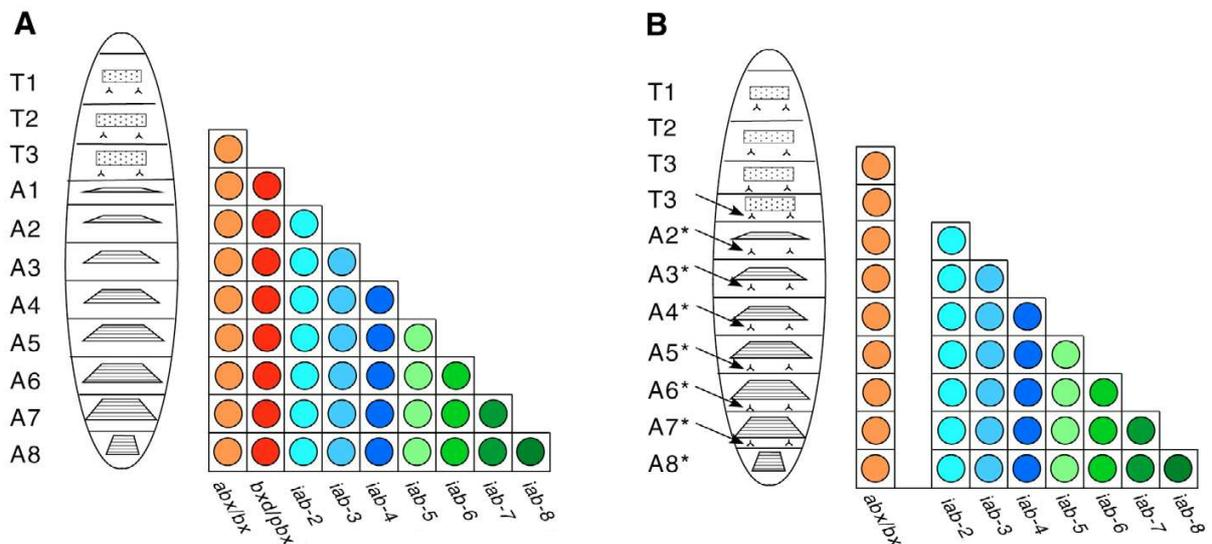 A
T1
T2
T3
A1
A2
A3
A4
A5
A6
A7
A8
abx/bx
bxd/pbx
iab-2
iab-3
iab-4
iab-5
iab-6
iab-7
iab-8
B
T1
T2
T3
T3
A2*
A3*
A4*
A5*
A6*
A7*
A8*
abx/bx
iab-2
iab-3
iab-4
iab-5
iab-6
iab-7
iab-8